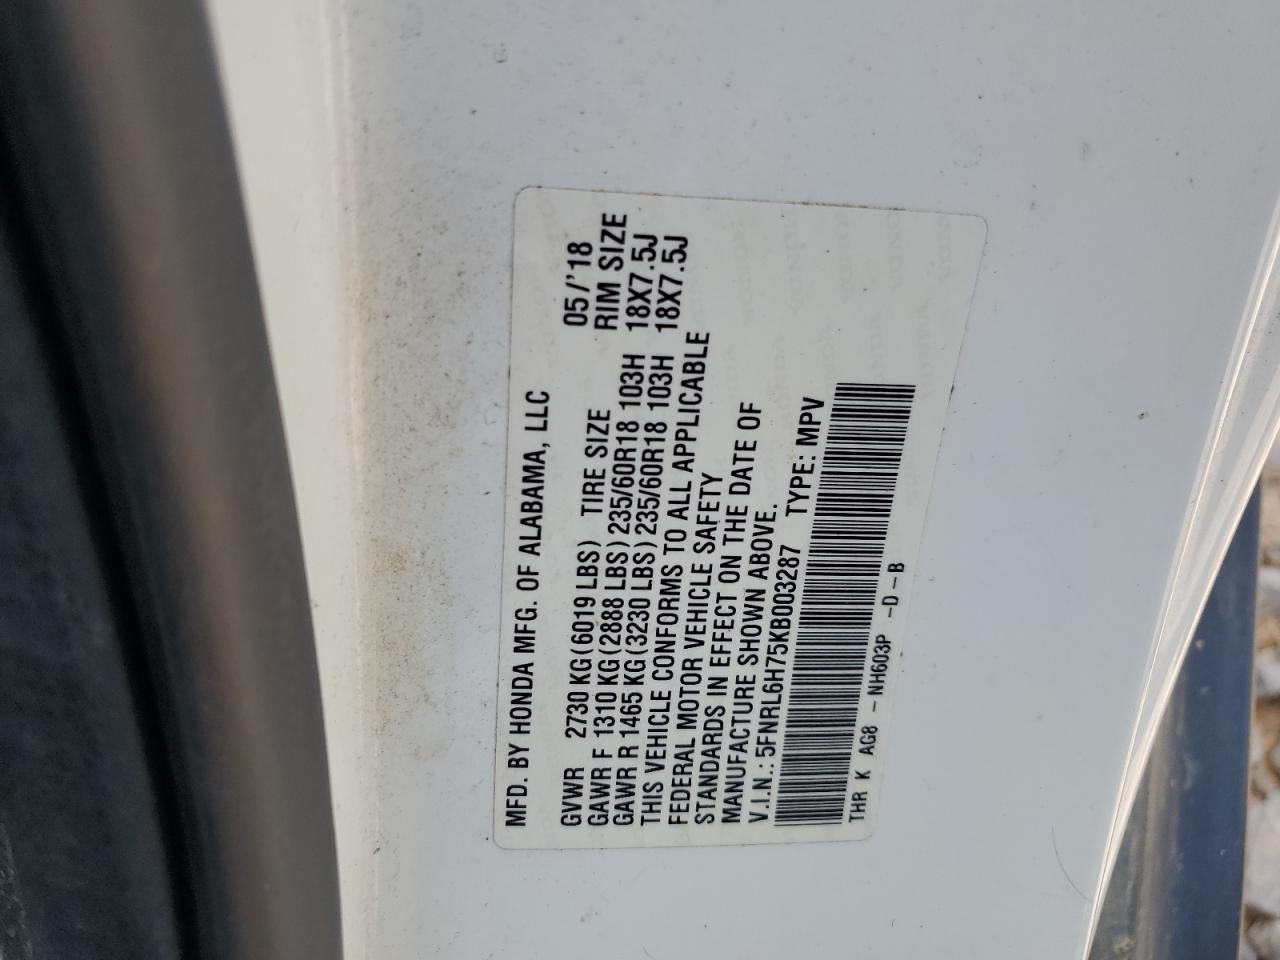 MFD. BY HONDA MFG. OF ALABAMA, LLC
05/'18
GVWR 2730 KG(6019 LBS) TIRE SIZE RIM SIZE
GAWR F 1310 KG(2888 LBS) 235/60R18 103H 18X7.5J
GAWR R 1465 KG(3230 LBS) 235/60R18 103H 18X7.5J
THIS VEHICLE CONFORMS TO ALL APPLICABLE
FEDERAL MOTOR VEHICLE SAFETY
STANDARDS IN EFFECT ON THE DATE OF
MANUFACTURE SHOWN ABOVE.
V.I.N.: 5FNRL6H75KB003287 TYPE: MPV
THR K AG8 -NH603P -D-B